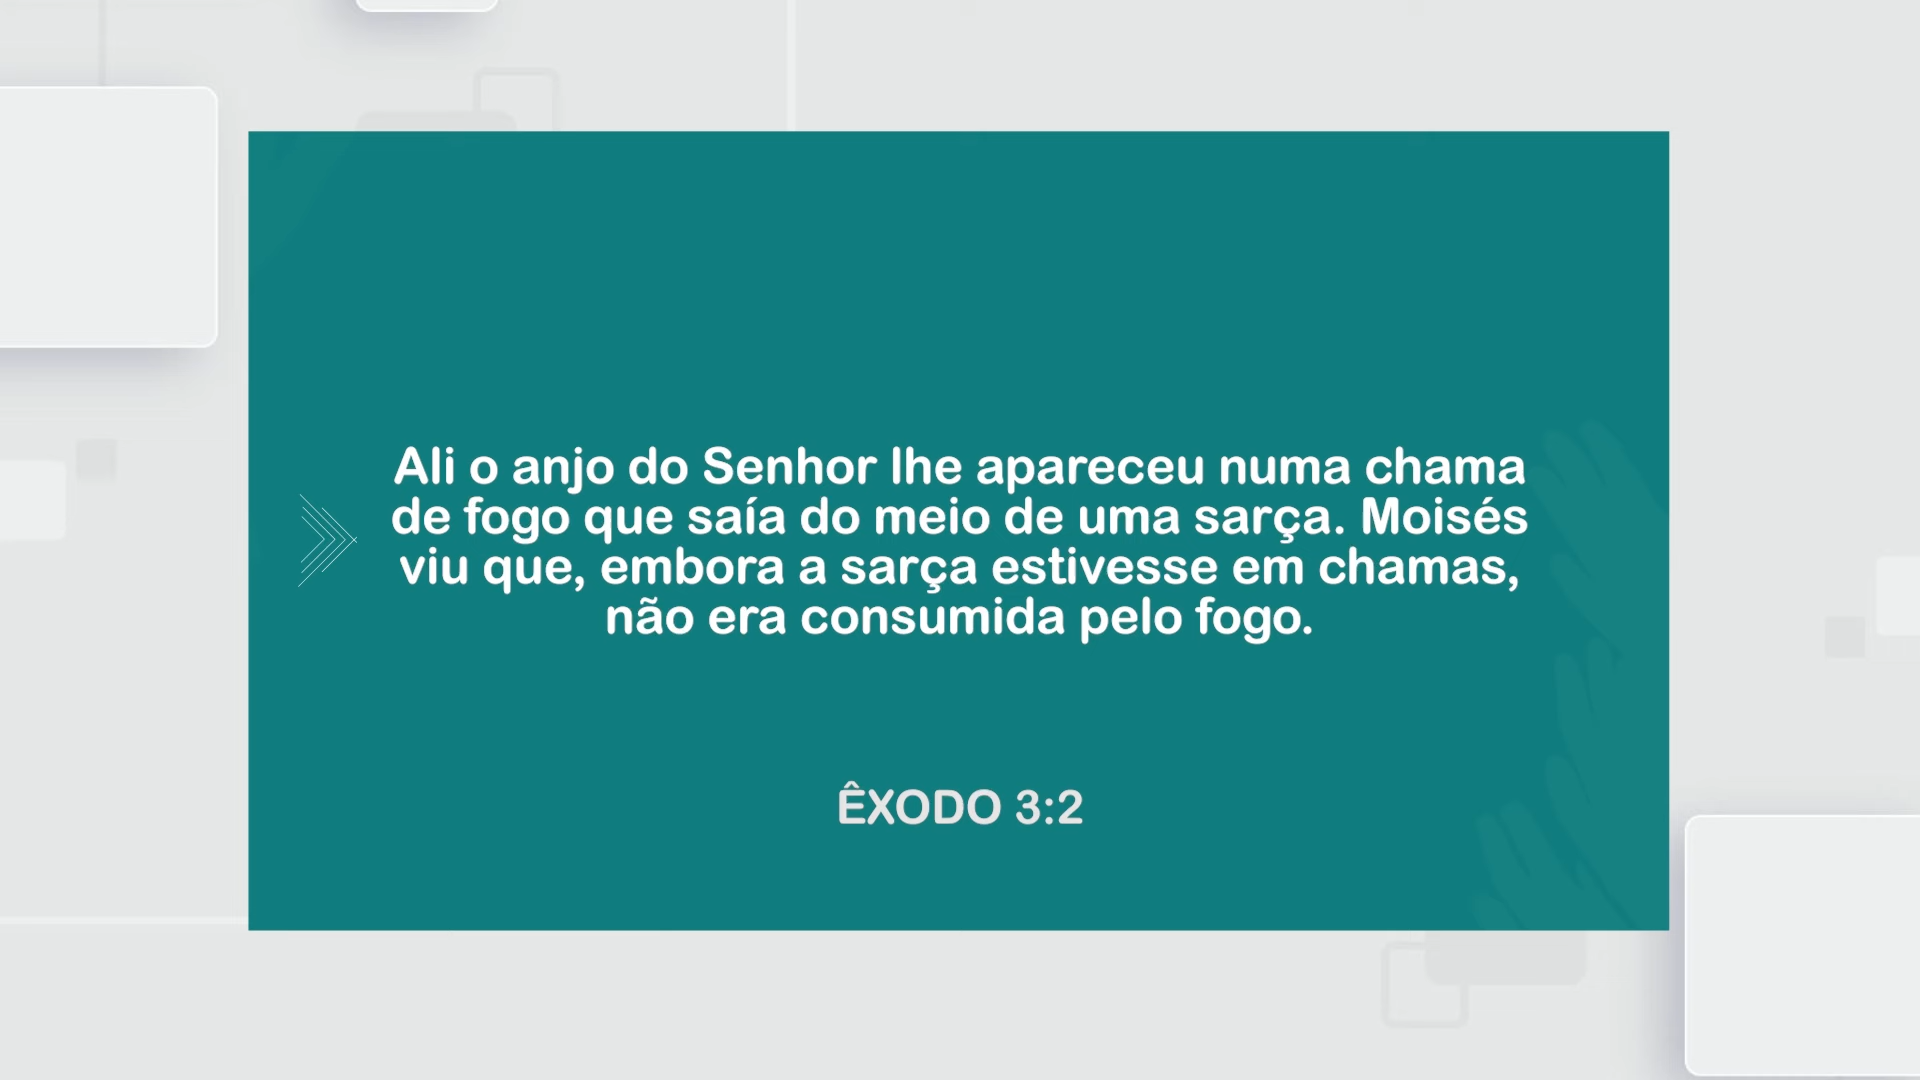 Ali o anjo do Senhor lhe apareceu numa chama
de fogo que saía do meio de uma sarça. Moisés
viu que, embora a sarça estivesse em chamas,
não era consumida pelo fogo.
ÊXODO 3:2